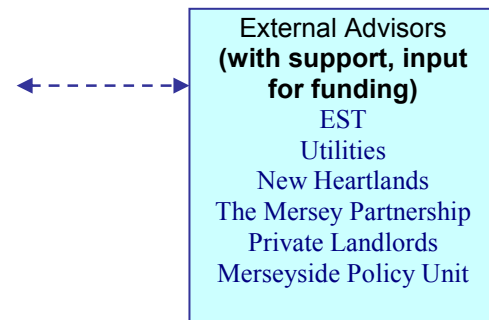 External Advisors
(with support, input
for funding)
EST
Utilities
New Heartlands
The Mersey Partnership
Private Landlords
Merseyside Policy Unit